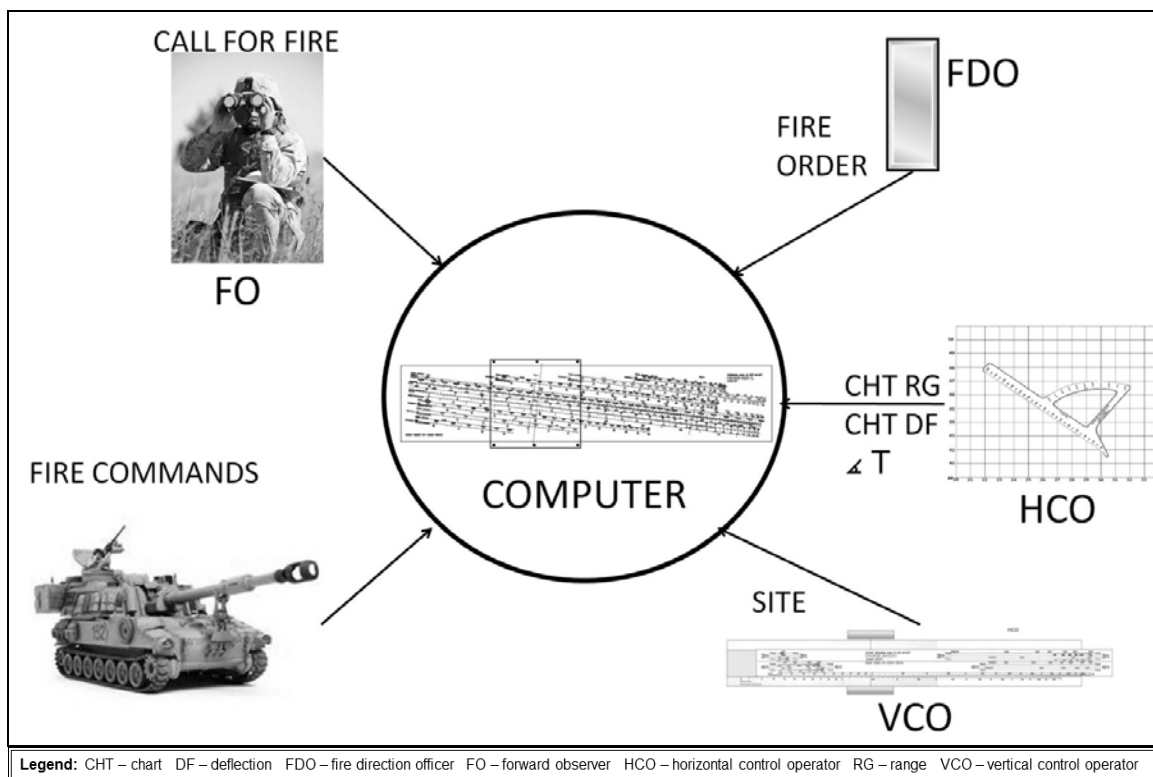 CALL FOR FIRE
FO
FDO
FIRE
ORDER
CHT RG
CHT DF
∡ T
HCO
COMPUTER
FIRE COMMANDS
SITE
HCO
VCO
Legend: CHT – chart DF – deflection FDO – fire direction officer FO – forward observer HCO – horizontal control operator RG – range VCO – vertical control operator